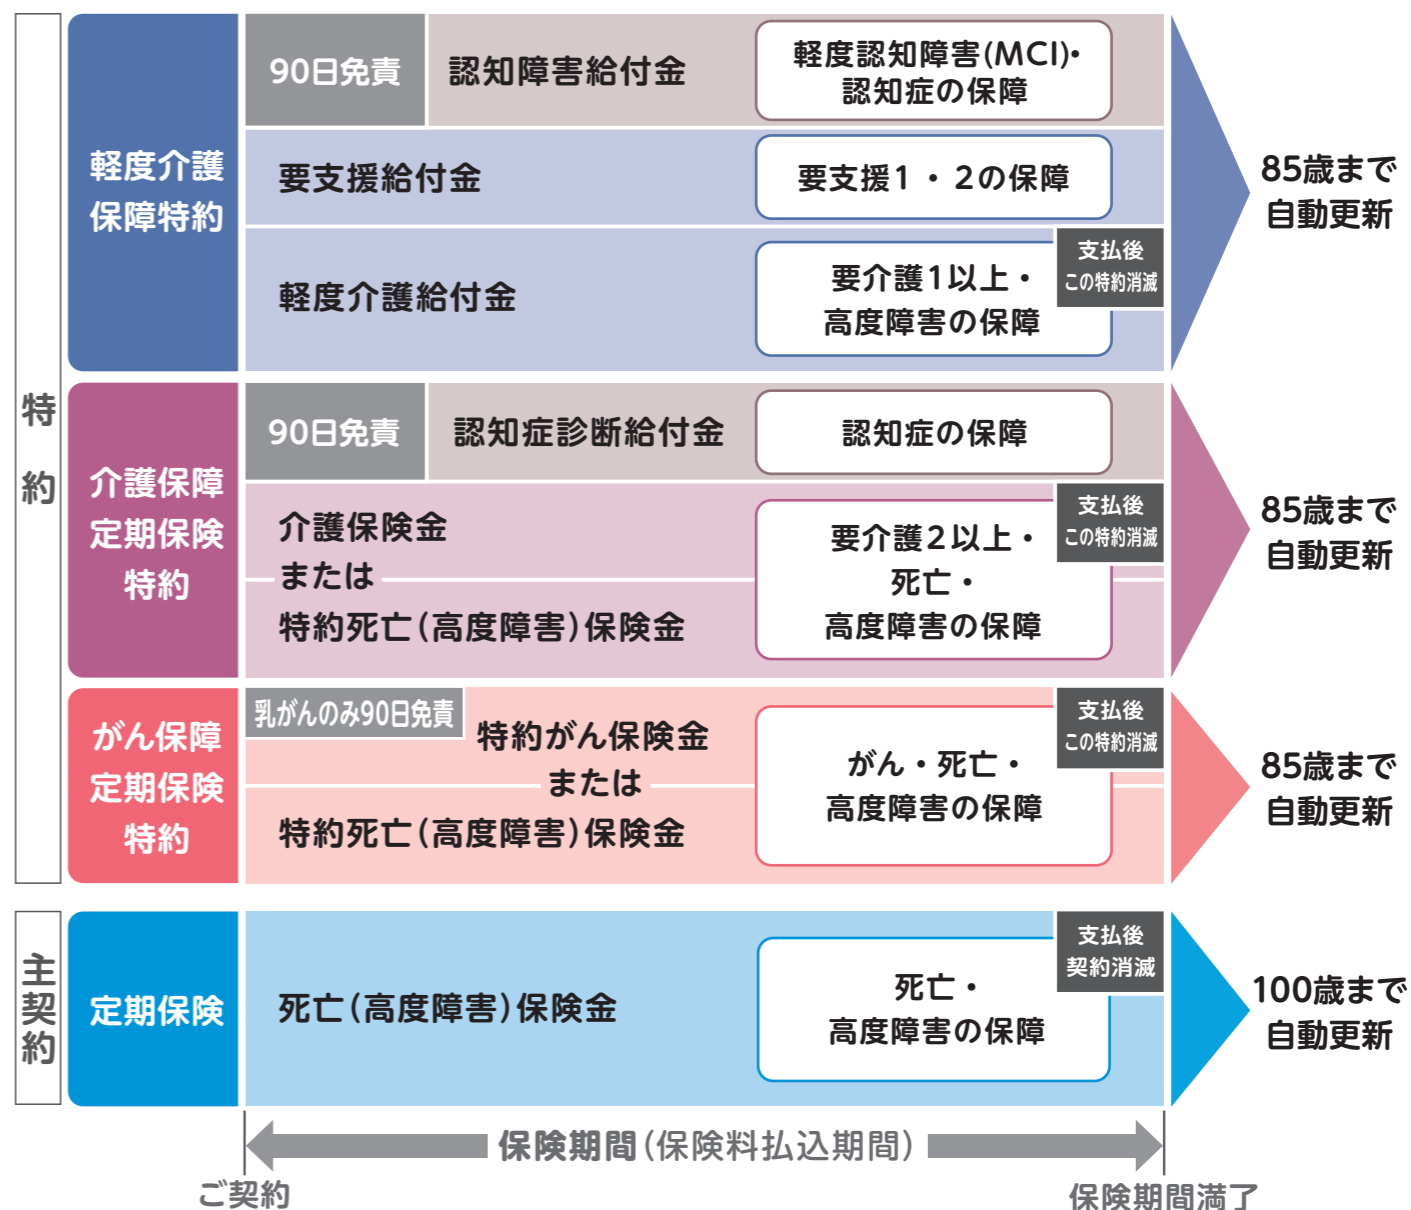 特約
軽度介護
保障特約
90日免責
認知障害給付金
軽度認知障害(MCI)・
認知症の保障
要支援給付金
要支援1・2の保障
軽度介護給付金
要介護1以上・
高度障害の保障
支払後
この特約消滅
85歳まで
自動更新
介護保障
定期保険
特約
90日免責
認知症診断給付金
認知症の保障
介護保険金
または
特約死亡(高度障害)保険金
要介護2以上・
死亡・
高度障害の保障
支払後
この特約消滅
85歳まで
自動更新
がん保障
定期保険
特約
乳がんのみ90日免責
特約がん保険金
または
特約死亡(高度障害)保険金
がん・死亡・
高度障害の保障
支払後
この特約消滅
85歳まで
自動更新
主契約
定期保険
死亡(高度障害)保険金
死亡・
高度障害の保障
支払後
契約消滅
100歳まで
自動更新
保険期間(保険料払込期間)
ご契約
保険期間満了